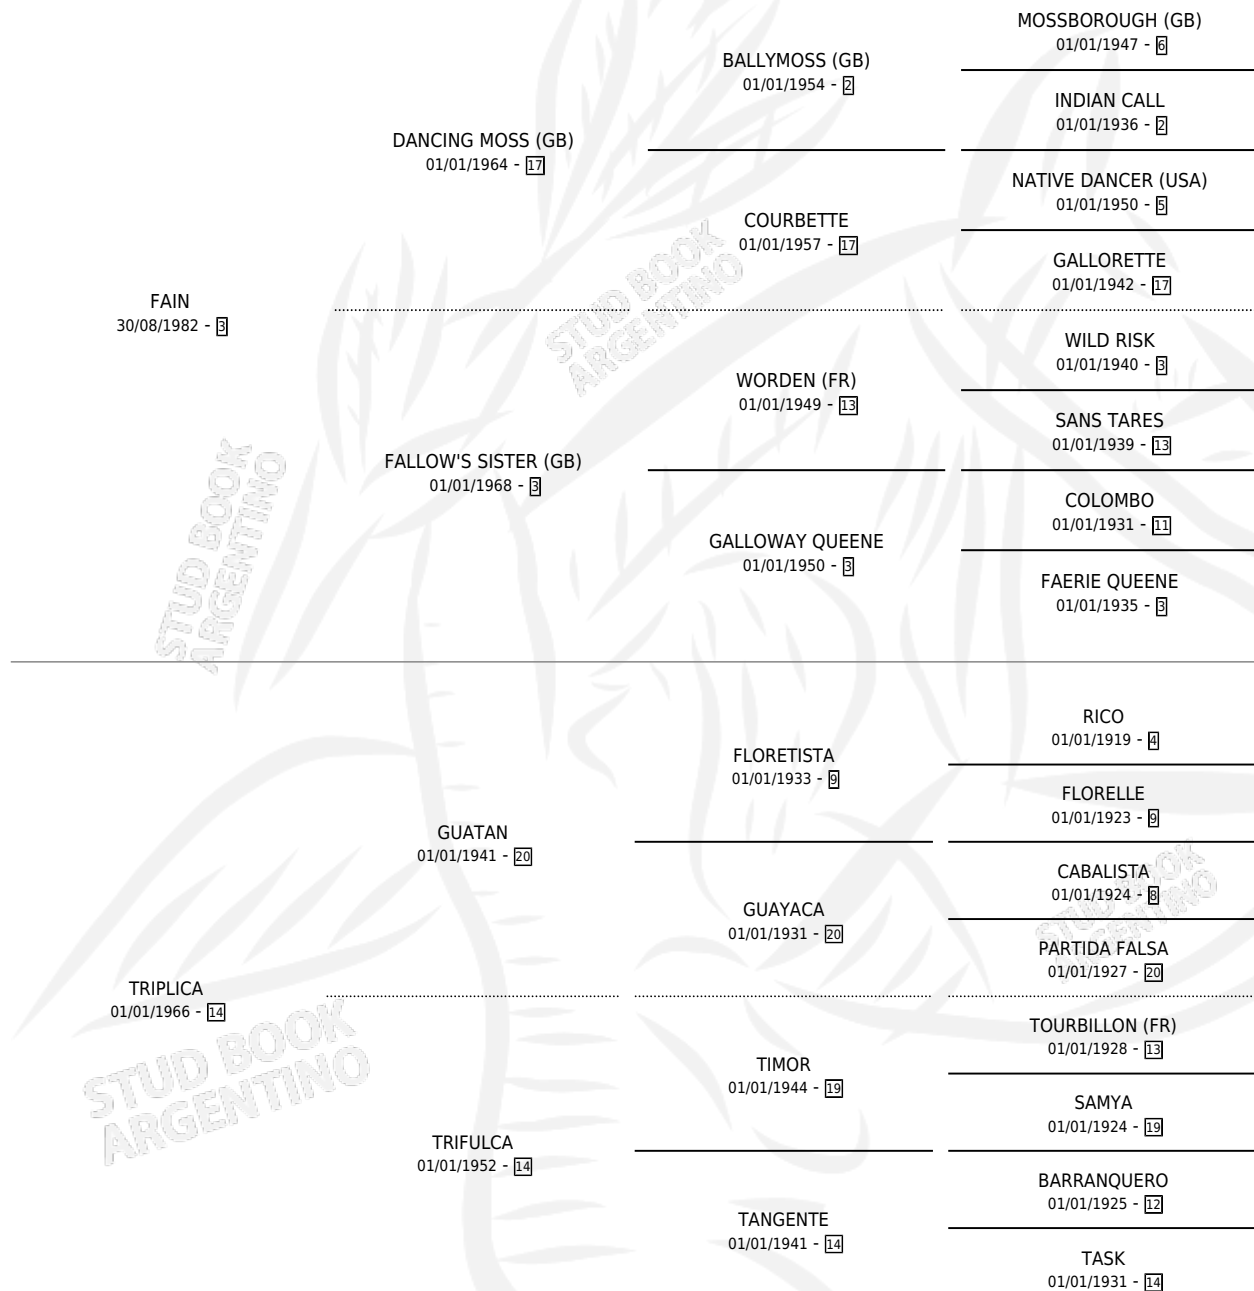 MOSSBOROUGH (GB)
01/01/1947 - 6
BALLYMOSS (GB)
01/01/1954 - 2
INDIAN CALL
01/01/1936 - 2
DANCING MOSS (GB)
01/01/1964 - 17
NATIVE DANCER (USA)
01/01/1950 - 5
COURBETTE
01/01/1957 - 17
GALLORETTE
01/01/1942 - 17
FAIN
30/08/1982 - 3
WILD RISK
01/01/1940 - 3
WORDEN (FR)
01/01/1949 - 13
SANS TARES
01/01/1939 - 13
FALLOW'S SISTER (GB)
01/01/1968 - 3
COLOMBO
01/01/1931 - 11
GALLOWAY QUEENE
01/01/1950 - 3
FAERIE QUEENE
01/01/1935 - 3
RICO
01/01/1919 - 4
FLORETISTA
01/01/1933 - 9
FLORELLE
01/01/1923 - 9
GUATAN
01/01/1941 - 20
CABALISTA
01/01/1924 - 8
GUAYACA
01/01/1931 - 20
PARTIDA FALSA
01/01/1927 - 20
TRIPLICA
01/01/1966 - 14
TOURBILLON (FR)
01/01/1928 - 13
TIMOR
01/01/1944 - 19
SAMYA
01/01/1924 - 19
TRIFULCA
01/01/1952 - 14
BARRANQUERO
01/01/1925 - 12
TANGENTE
01/01/1941 - 14
TASK
01/01/1931 - 14
STUD BOOK
ARGENTINO
STUD BOOK
ARGENTINO
STUD BOOK
ARGENTINO
STUD BOOK
ARGENTINO